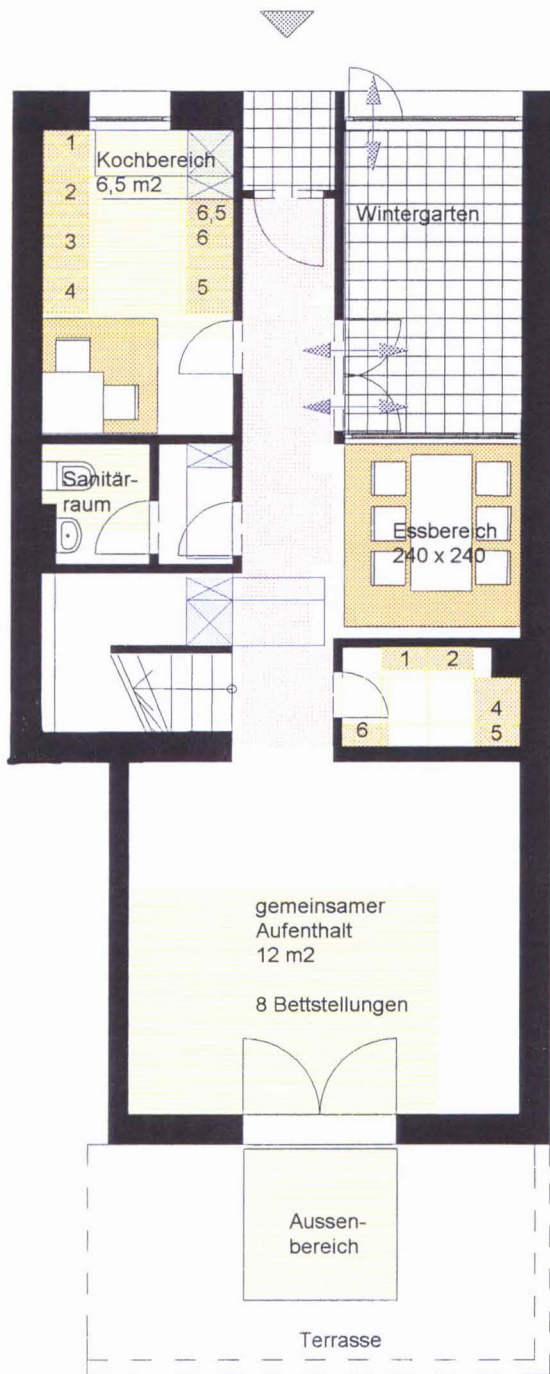 1
Kochbereich
6,5 m2
2
6,5
3
6
4
5
Wintergarten
Sanitär-
raum
Essbereich
240 x 240
1 2
4
6
5
gemeinsamer
Aufenthalt
12 m2
8 Bettstellungen
Aussen-
bereich
Terrasse